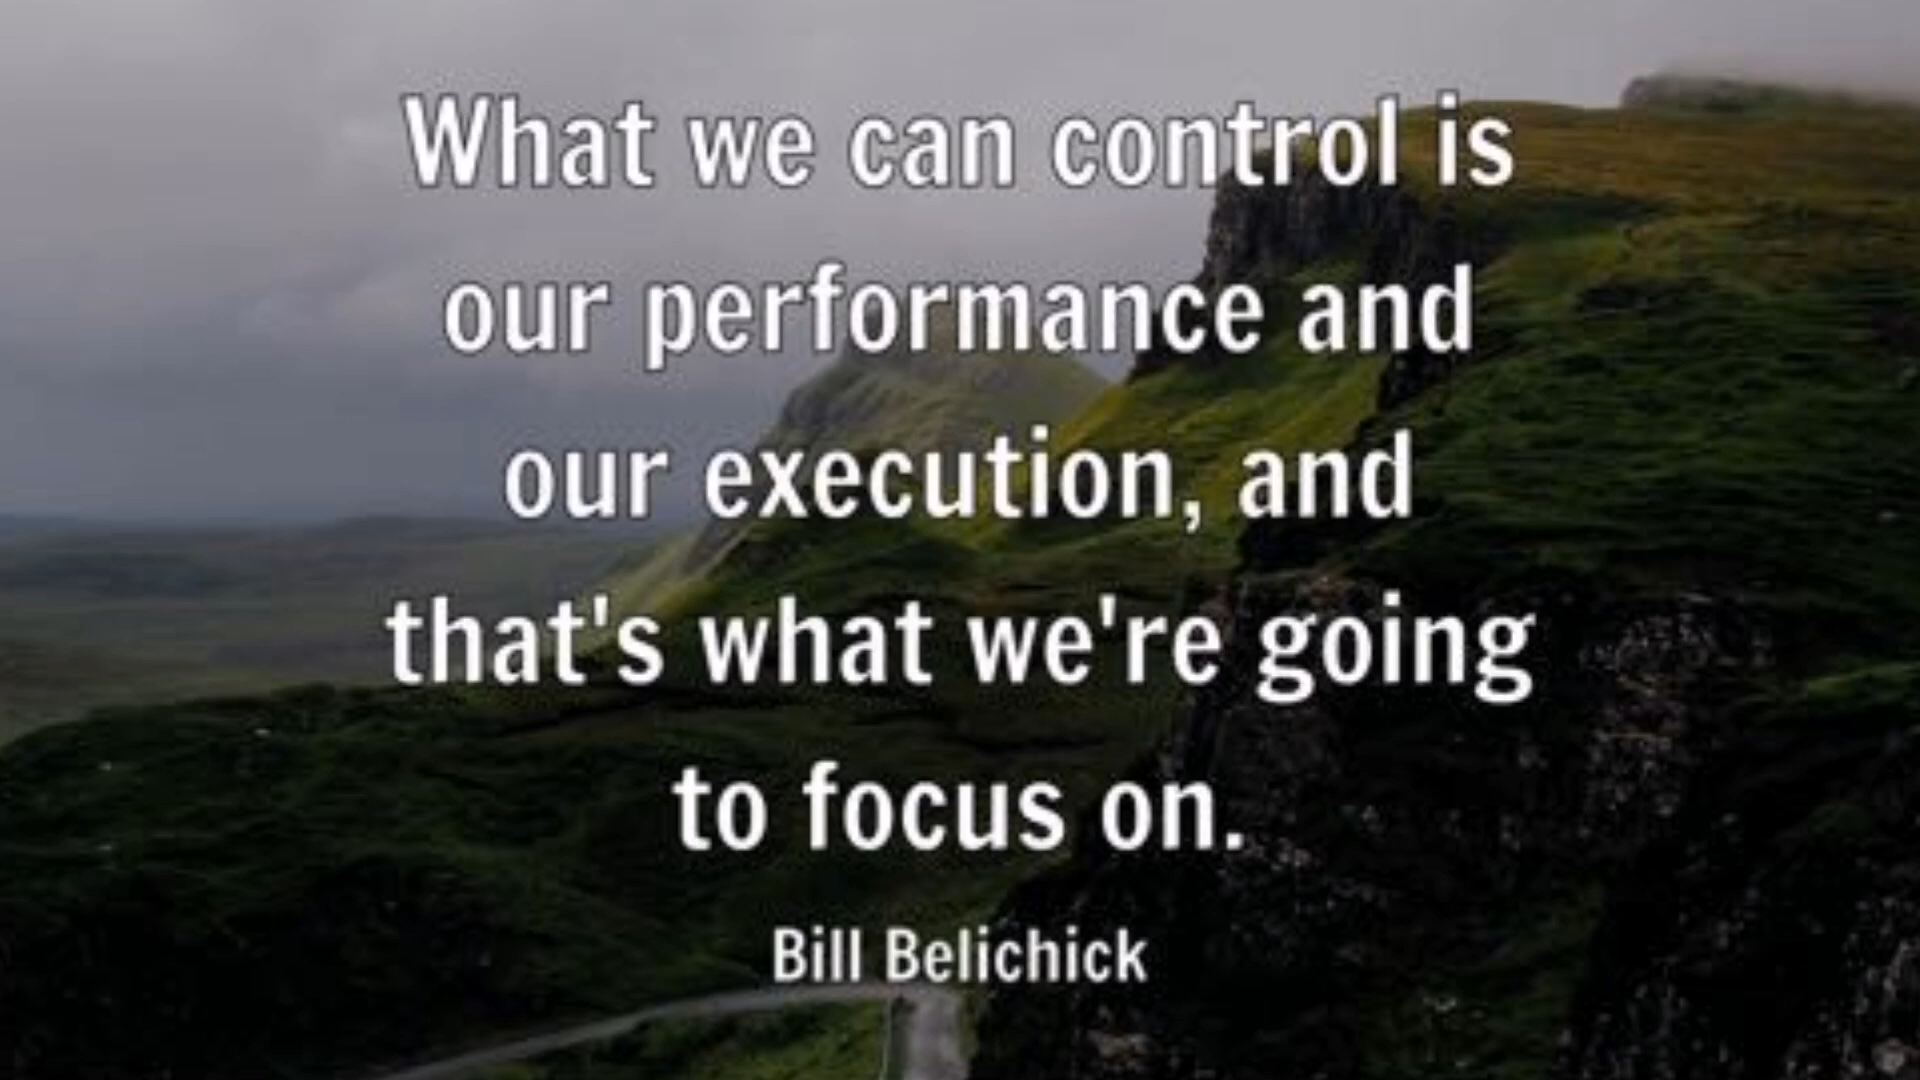 What we can control is
our performance and
our execution, and
that's what we're going
to focus on.
Bill Belichick